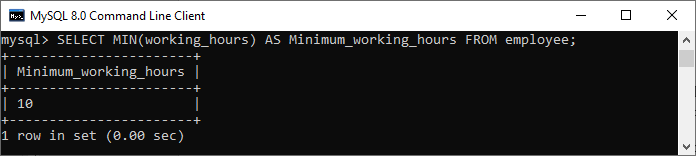 MySQL 8.0 Command Line Client
mysql> SELECT MIN(working_hours) AS Minimum_working_hours FROM employee;
+-----------------------+
| Minimum_working_hours |
+-----------------------+
| 10                    |
+-----------------------+
1 row in set (0.00 sec)